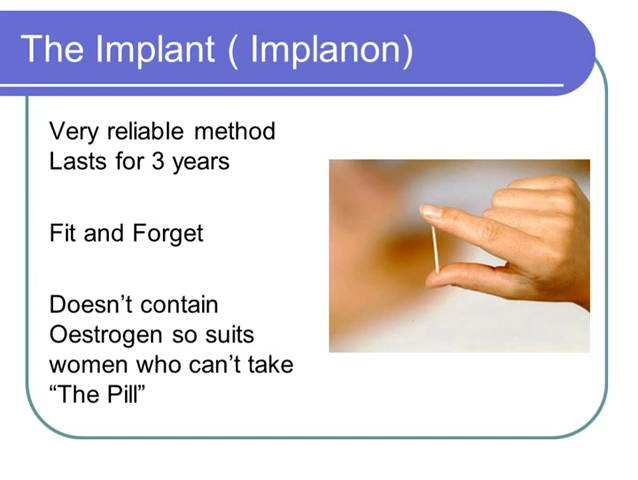 The Implant ( Implanon)
Very reliable method
Lasts for 3 years
Fit and Forget
Doesn’t contain
Oestrogen so suits
women who can’t take
“The Pill”